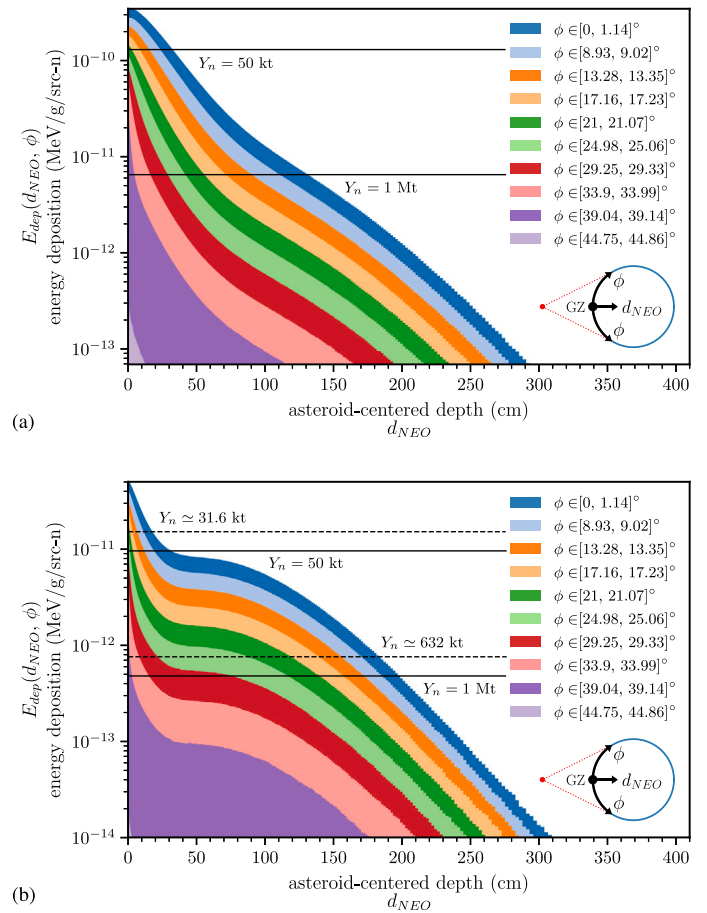 10⁻¹⁰
10⁻¹¹
10⁻¹²
10⁻¹³
E_dep(d_NEO, ϕ)
energy deposition (MeV/g/src-n)
Y_n = 50 kt
Y_n = 1 Mt
ϕ ∈[0, 1.14]°
ϕ ∈[8.93, 9.02]°
ϕ ∈[13.28, 13.35]°
ϕ ∈[17.16, 17.23]°
ϕ ∈[21, 21.07]°
ϕ ∈[24.98, 25.06]°
ϕ ∈[29.25, 29.33]°
ϕ ∈[33.9, 33.99]°
ϕ ∈[39.04, 39.14]°
ϕ ∈[44.75, 44.86]°
ϕ
GZ d_NEO
ϕ
0 50 100 150 200 250 300 350 400
asteroid-centered depth (cm)
d_NEO
(a)
10⁻¹¹
10⁻¹²
10⁻¹³
10⁻¹⁴
E_dep(d_NEO, ϕ)
energy deposition (MeV/g/src-n)
Y_n ≃ 31.6 kt
Y_n = 50 kt
Y_n ≃ 632 kt
Y_n = 1 Mt
ϕ ∈[0, 1.14]°
ϕ ∈[8.93, 9.02]°
ϕ ∈[13.28, 13.35]°
ϕ ∈[17.16, 17.23]°
ϕ ∈[21, 21.07]°
ϕ ∈[24.98, 25.06]°
ϕ ∈[29.25, 29.33]°
ϕ ∈[33.9, 33.99]°
ϕ ∈[39.04, 39.14]°
ϕ ∈[44.75, 44.86]°
ϕ
GZ d_NEO
ϕ
0 50 100 150 200 250 300 350 400
asteroid-centered depth (cm)
d_NEO
(b)